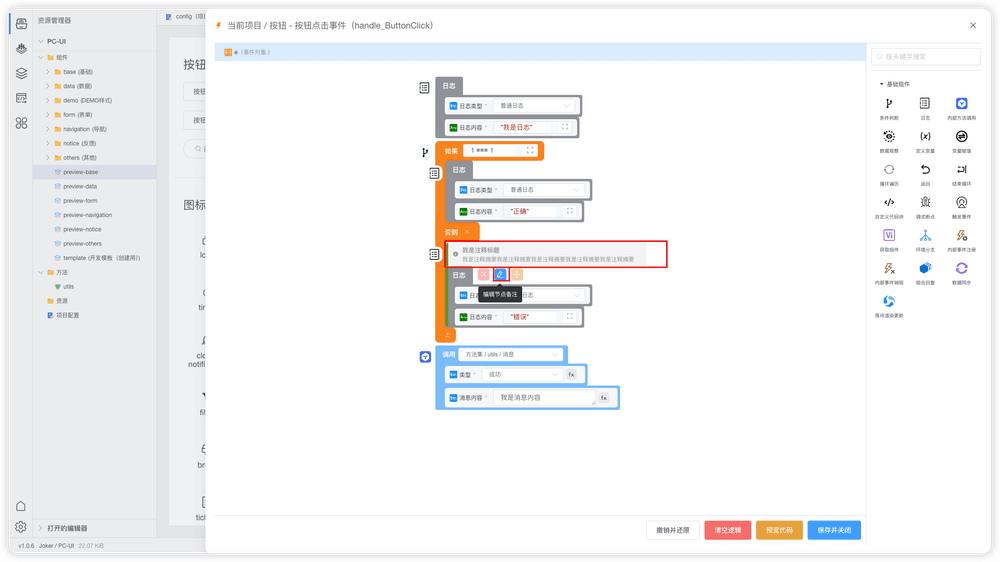 资源管理器
PC-UI
组件
base (基础)
data (数据)
demo (DEMO样式)
form (表单)
navigation (导航)
notice (反馈)
others (其他)
preview-base
preview-data
preview-form
preview-navigation
preview-notice
preview-others
template (开发模板（创建用）)
方法
utils
资源
项目配置
打开的编辑器
v1.0.6 Joker / PC-UI 22.07 KiB
config
按钮
图标
当前项目 / 按钮 - 按钮点击事件（handle_ButtonClick）
e（事件对象）
日志
日志类型 * 普通日志
日志内容 * "我是日志"
如果 1 === 1
日志
日志类型 * 普通日志
日志内容 * "正确"
否则
我是注释标题
我是注释摘要我是注释摘要我是注释摘要我是注释摘要我是注释摘要
日志
编辑节点备注
日志
日志内容 * "错误"
调用 方法集 / utils / 消息
类型 * 成功 fx
消息内容 * 我是消息内容 fx
按关键字搜索
基础组件
条件判断 日志 内部方法调用
数据观察 定义变量 变量赋值
循环遍历 返回 结束循环
自定义代码块 调试断点 触发事件
获取组件 环境分支 内部事件注册
内部事件销毁 组合回复 数据同步
等待渲染更新
撤销并还原 清空逻辑 预览代码 保存并关闭